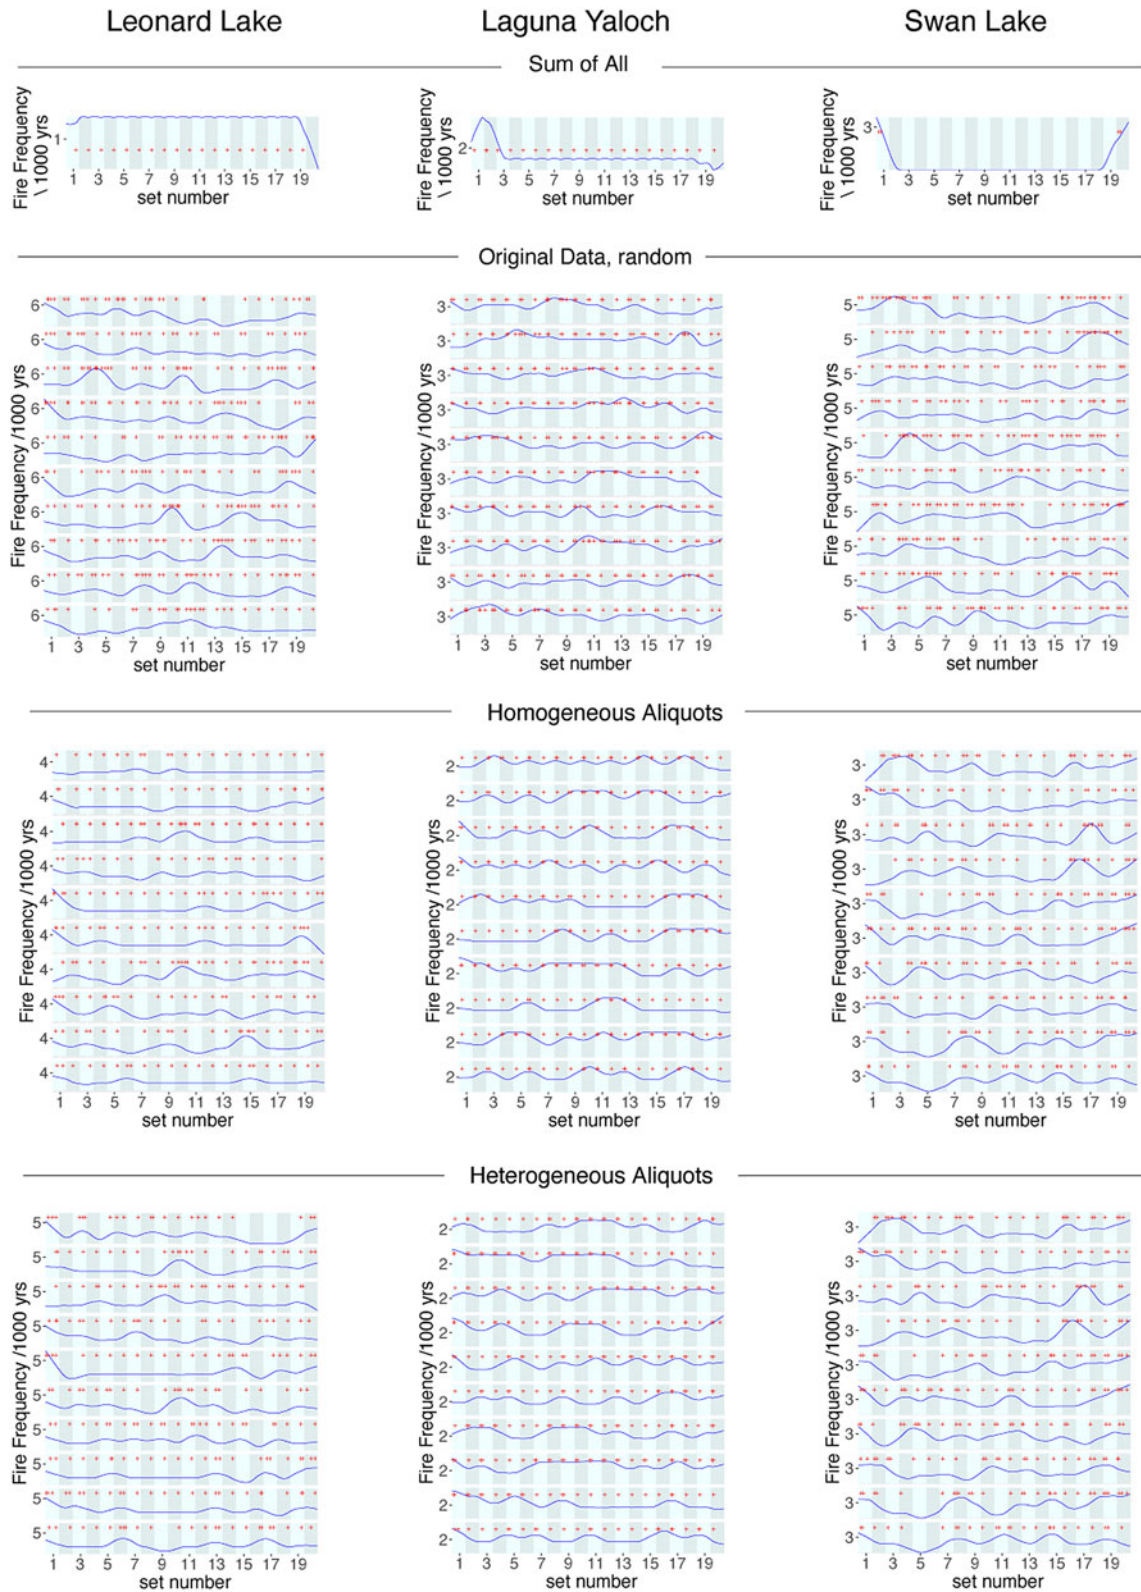 Leonard Lake
Laguna Yaloch
Swan Lake
Sum of All
Fire Frequency
\ 1000 yrs
1
1 3 5 7 9 11 13 15 17 19
set number
Fire Frequency
\ 1000 yrs
2
1 3 5 7 9 11 13 15 17 19
set number
Fire Frequency
\ 1000 yrs
3
1 3 5 7 9 11 13 15 17 19
set number
Original Data, random
Fire Frequency /1000 yrs
6
6
6
6
6
6
6
6
6
6
1 3 5 7 9 11 13 15 17 19
set number
Fire Frequency /1000 yrs
3
3
3
3
3
3
3
3
3
3
1 3 5 7 9 11 13 15 17 19
set number
Fire Frequency /1000 yrs
5
5
5
5
5
5
5
5
5
5
1 3 5 7 9 11 13 15 17 19
set number
Homogeneous Aliquots
Fire Frequency /1000 yrs
4
4
4
4
4
4
4
4
4
4
1 3 5 7 9 11 13 15 17 19
set number
Fire Frequency /1000 yrs
2
2
2
2
2
2
2
2
2
2
1 3 5 7 9 11 13 15 17 19
set number
Fire Frequency /1000 yrs
3
3
3
3
3
3
3
3
3
3
1 3 5 7 9 11 13 15 17 19
set number
Heterogeneous Aliquots
Fire Frequency /1000 yrs
5
5
5
5
5
5
5
5
5
5
1 3 5 7 9 11 13 15 17 19
set number
Fire Frequency /1000 yrs
2
2
2
2
2
2
2
2
2
2
1 3 5 7 9 11 13 15 17 19
set number
Fire Frequency /1000 yrs
3
3
3
3
3
3
3
3
3
3
1 3 5 7 9 11 13 15 17 19
set number